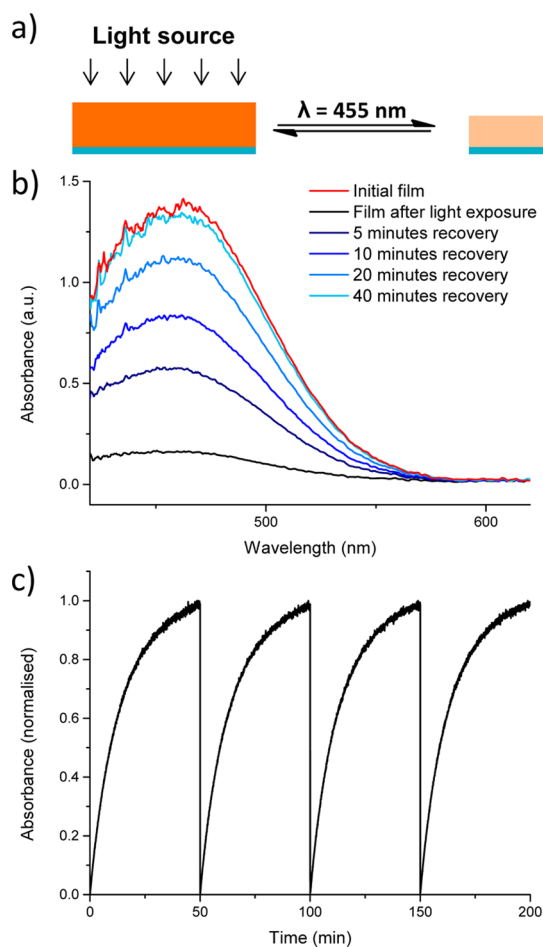 a)
Light source
λ = 455 nm
b)
1.5
1.0
0.5
0.0
Absorbance (a.u.)
Initial film
Film after light exposure
5 minutes recovery
10 minutes recovery
20 minutes recovery
40 minutes recovery
500
600
Wavelength (nm)
c)
1.0
0.8
0.6
0.4
0.2
0.0
Absorbance (normalised)
0
50
100
150
200
Time (min)